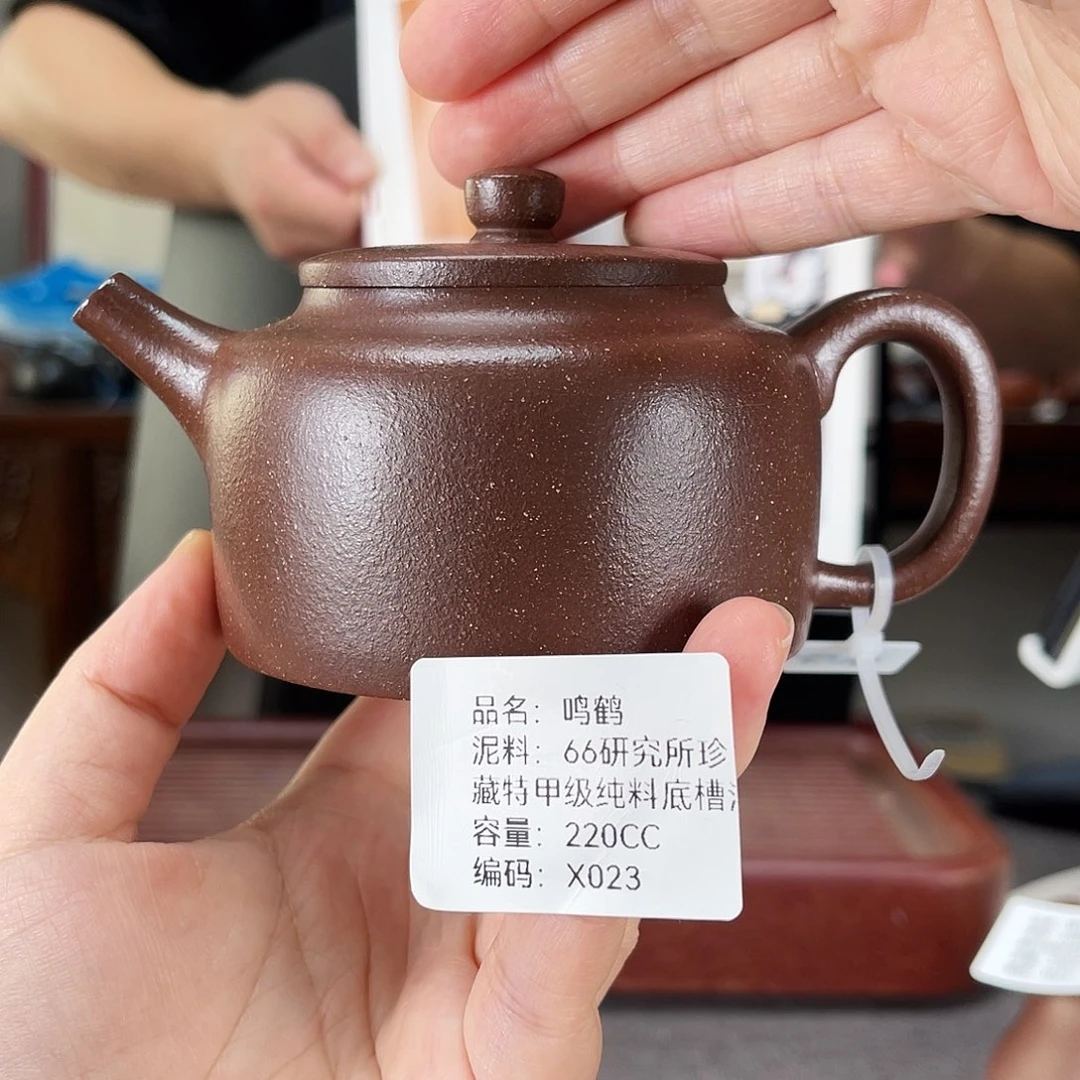 品名：鸣鹤
泥料：66研究所珍
藏特甲级纯料底槽
容量：220CC
编码：X023